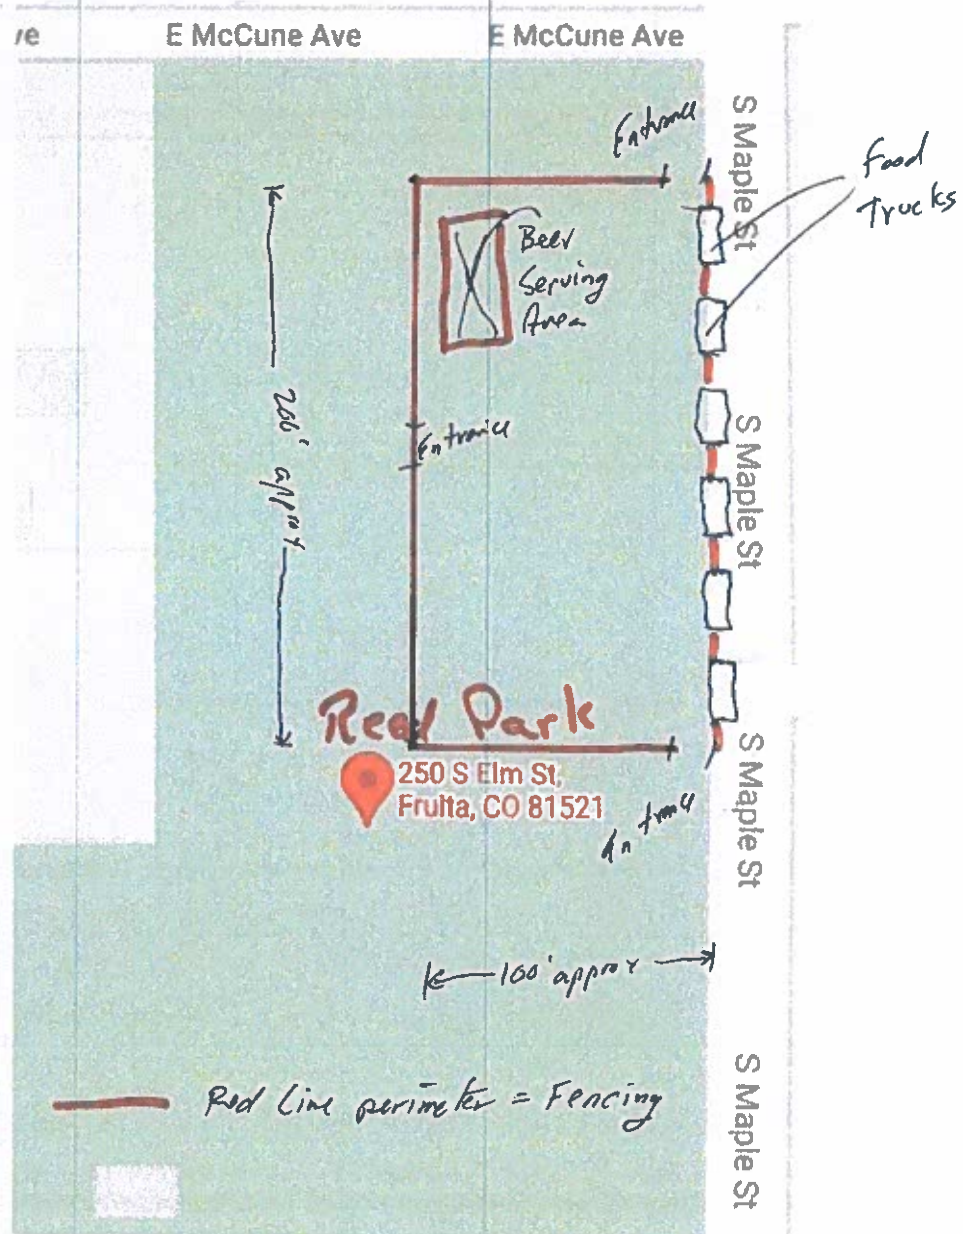 ve
E McCune Ave
E McCune Ave
Entrance
S Maple St
Food
Trucks
Beer
Serving
Area
200' approx
Entrance
S Maple St
Reed Park
250 S Elm St,
Fruita, CO 81521
Entrance
S Maple St
100' approx
Red Line perimeter = Fencing
S Maple St